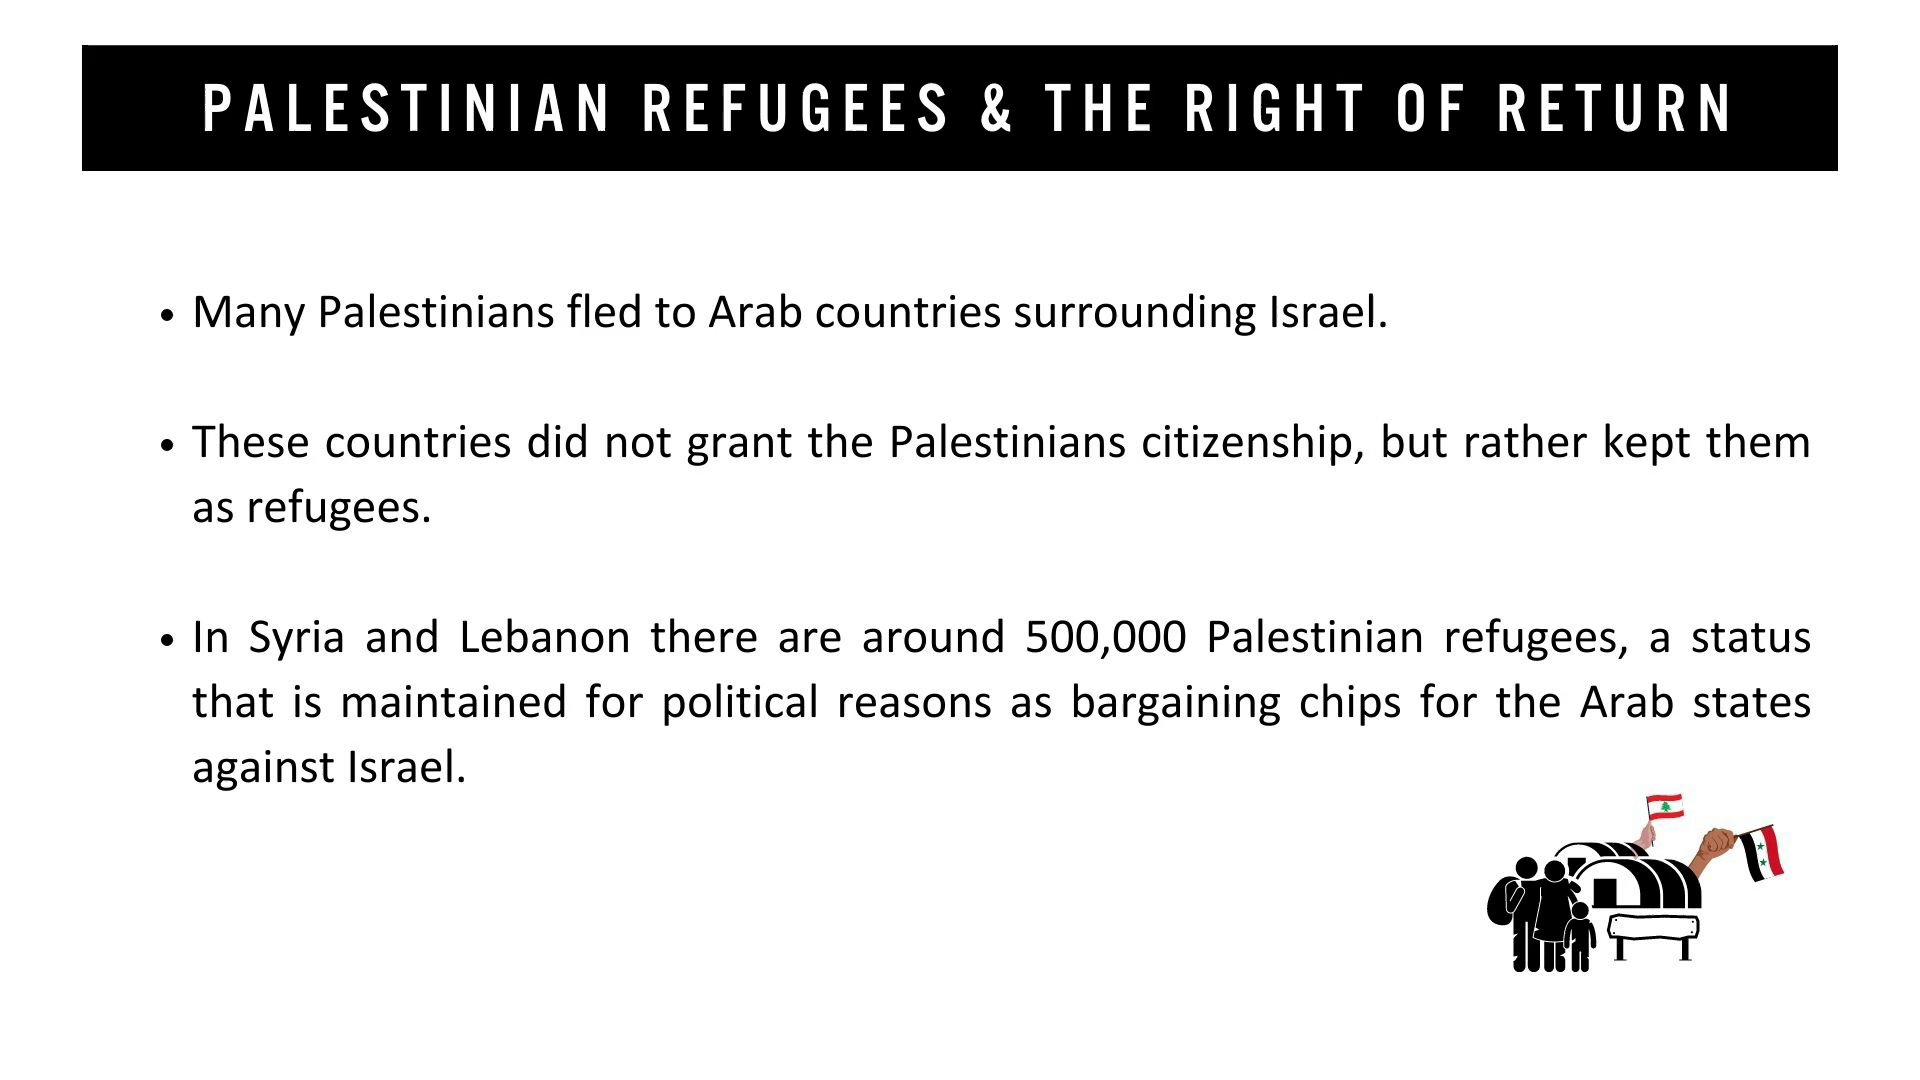 PALESTINIAN REFUGEES & THE RIGHT OF RETURN
• Many Palestinians fled to Arab countries surrounding Israel.
• These countries did not grant the Palestinians citizenship, but rather kept them
as refugees.
• In Syria and Lebanon there are around 500,000 Palestinian refugees, a status
that is maintained for political reasons as bargaining chips for the Arab states
against Israel.